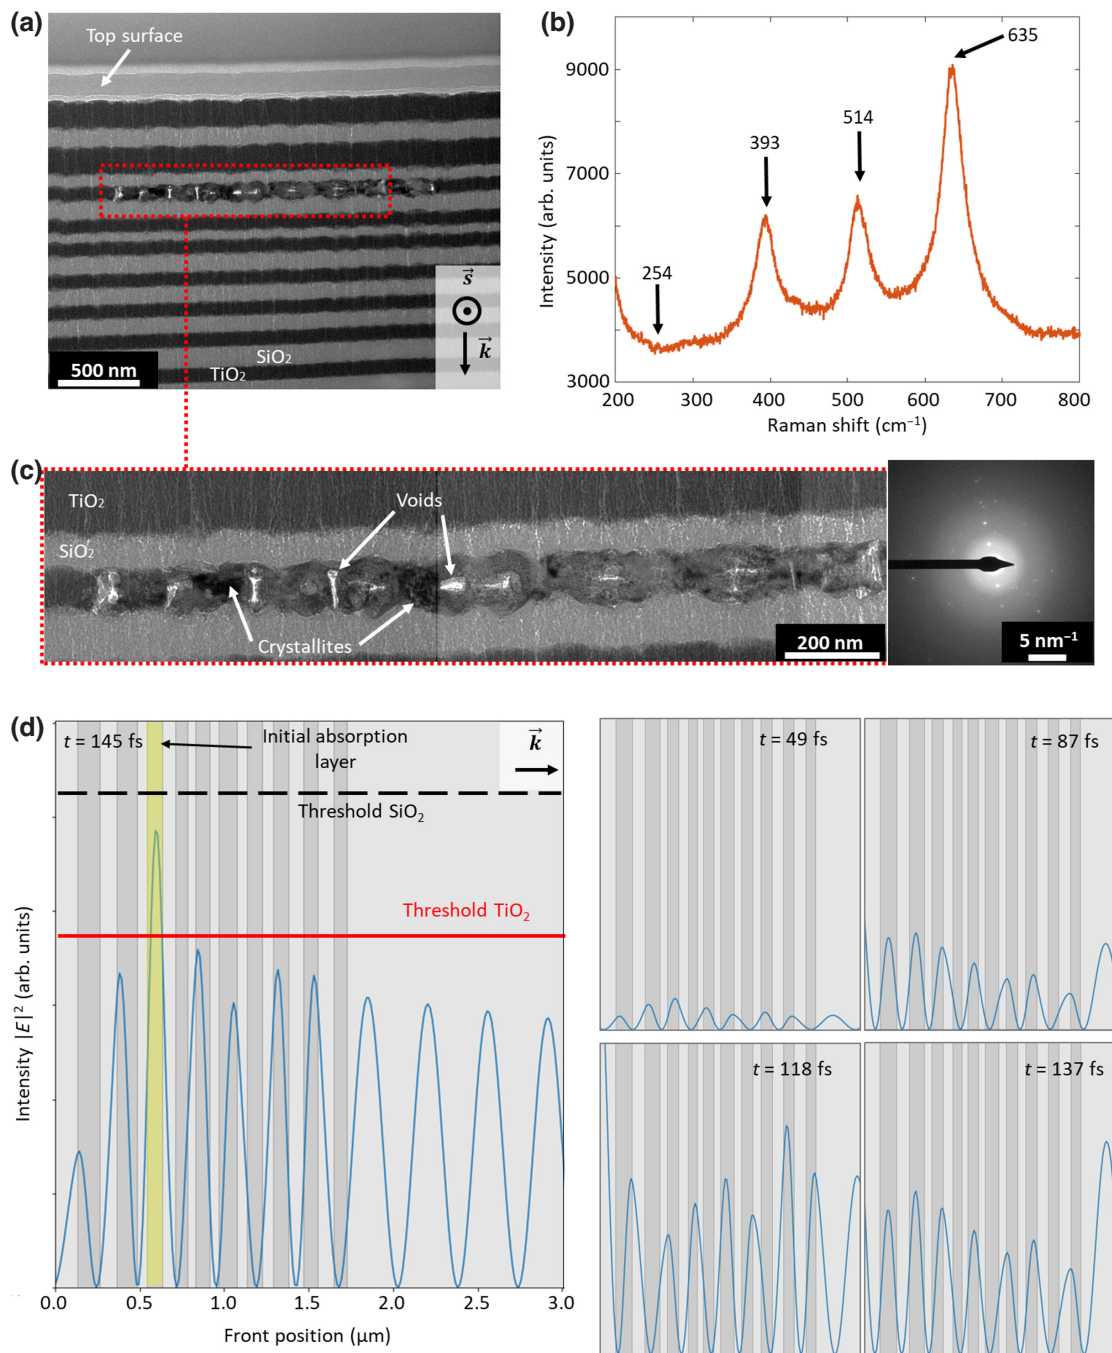 (a)
Top surface
s
k
SiO₂
TiO₂
500 nm
(b)
635
514
393
254
9000
7000
5000
3000
Intensity (arb. units)
200 300 400 500 600 700 800
Raman shift (cm⁻¹)
(c)
TiO₂
Voids
SiO₂
Crystallites
200 nm
5 nm⁻¹
(d)
t = 145 fs
Initial absorption
layer
k
Threshold SiO₂
Threshold TiO₂
Intensity |E|² (arb. units)
0.0 0.5 1.0 1.5 2.0 2.5 3.0
Front position (μm)
t = 49 fs
t = 87 fs
t = 118 fs
t = 137 fs